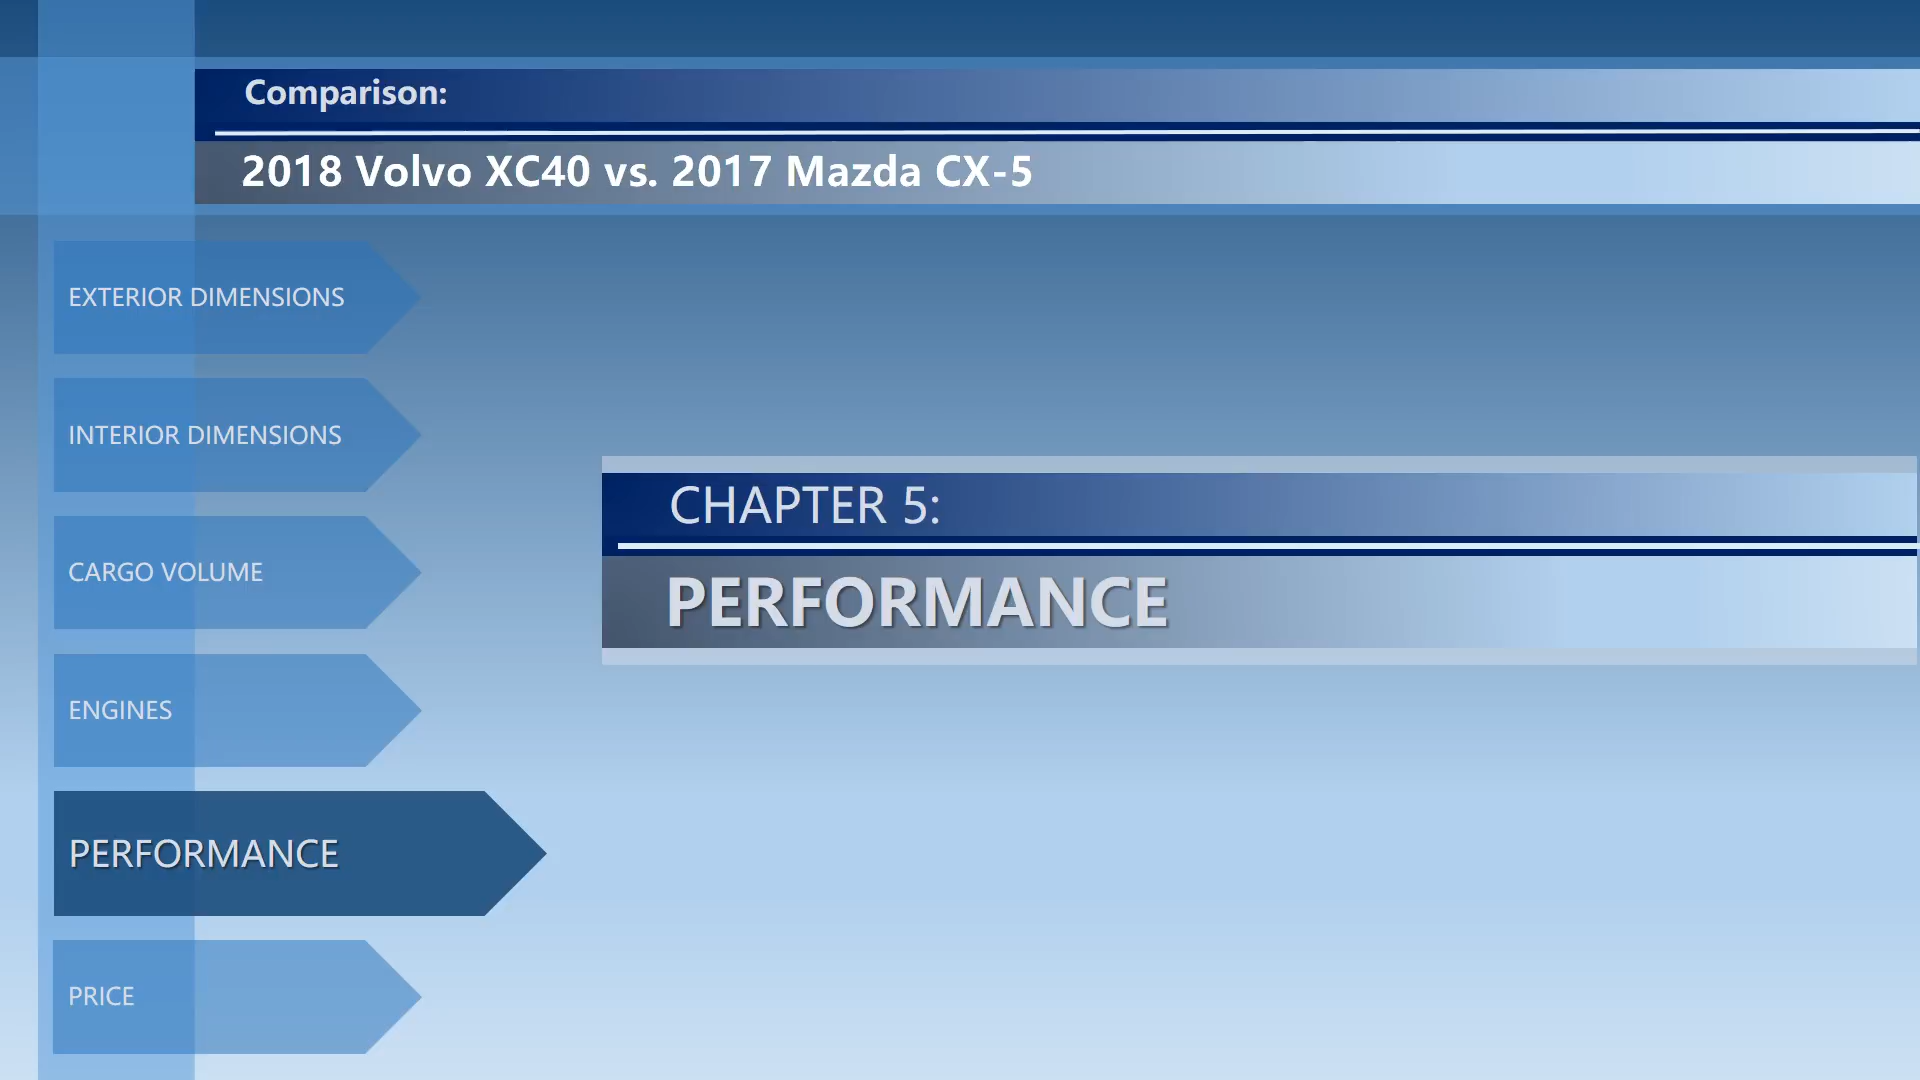 Comparison:
2018 Volvo XC40 vs. 2017 Mazda CX-5
EXTERIOR DIMENSIONS
INTERIOR DIMENSIONS
CARGO VOLUME
ENGINES
PERFORMANCE
PRICE
CHAPTER 5:
PERFORMANCE